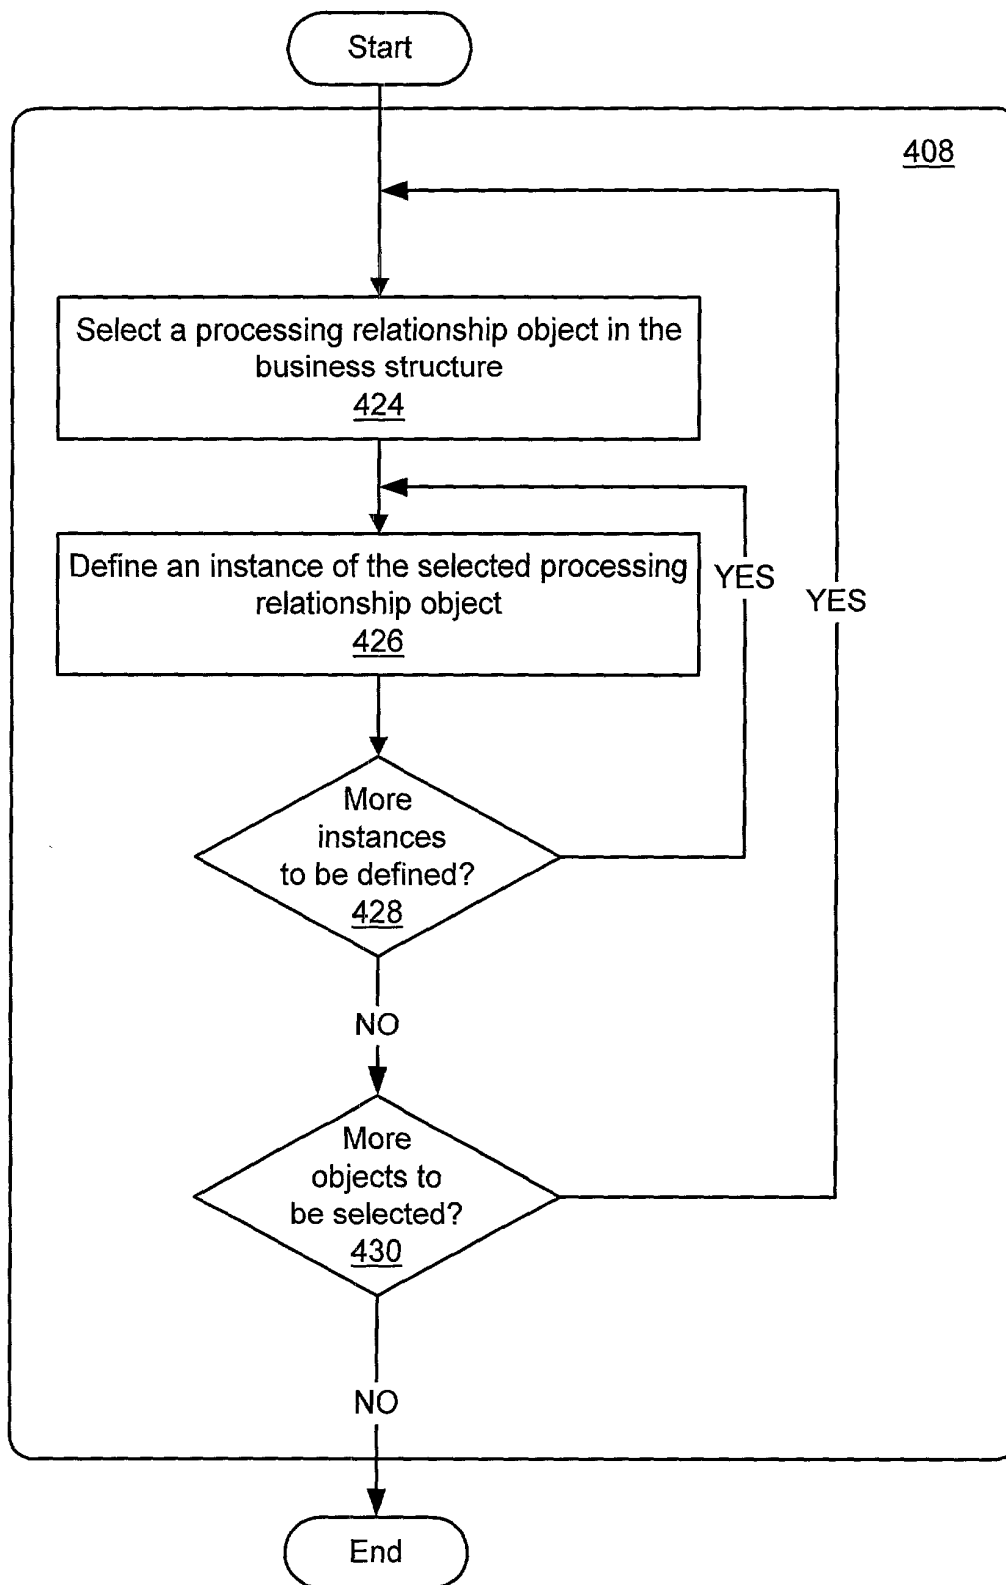 Start
408
Select a processing relationship object in the
business structure
424
Define an instance of the selected processing
relationship object
426
YES
YES
More
instances
to be defined?
428
NO
More
objects to
be selected?
430
NO
End